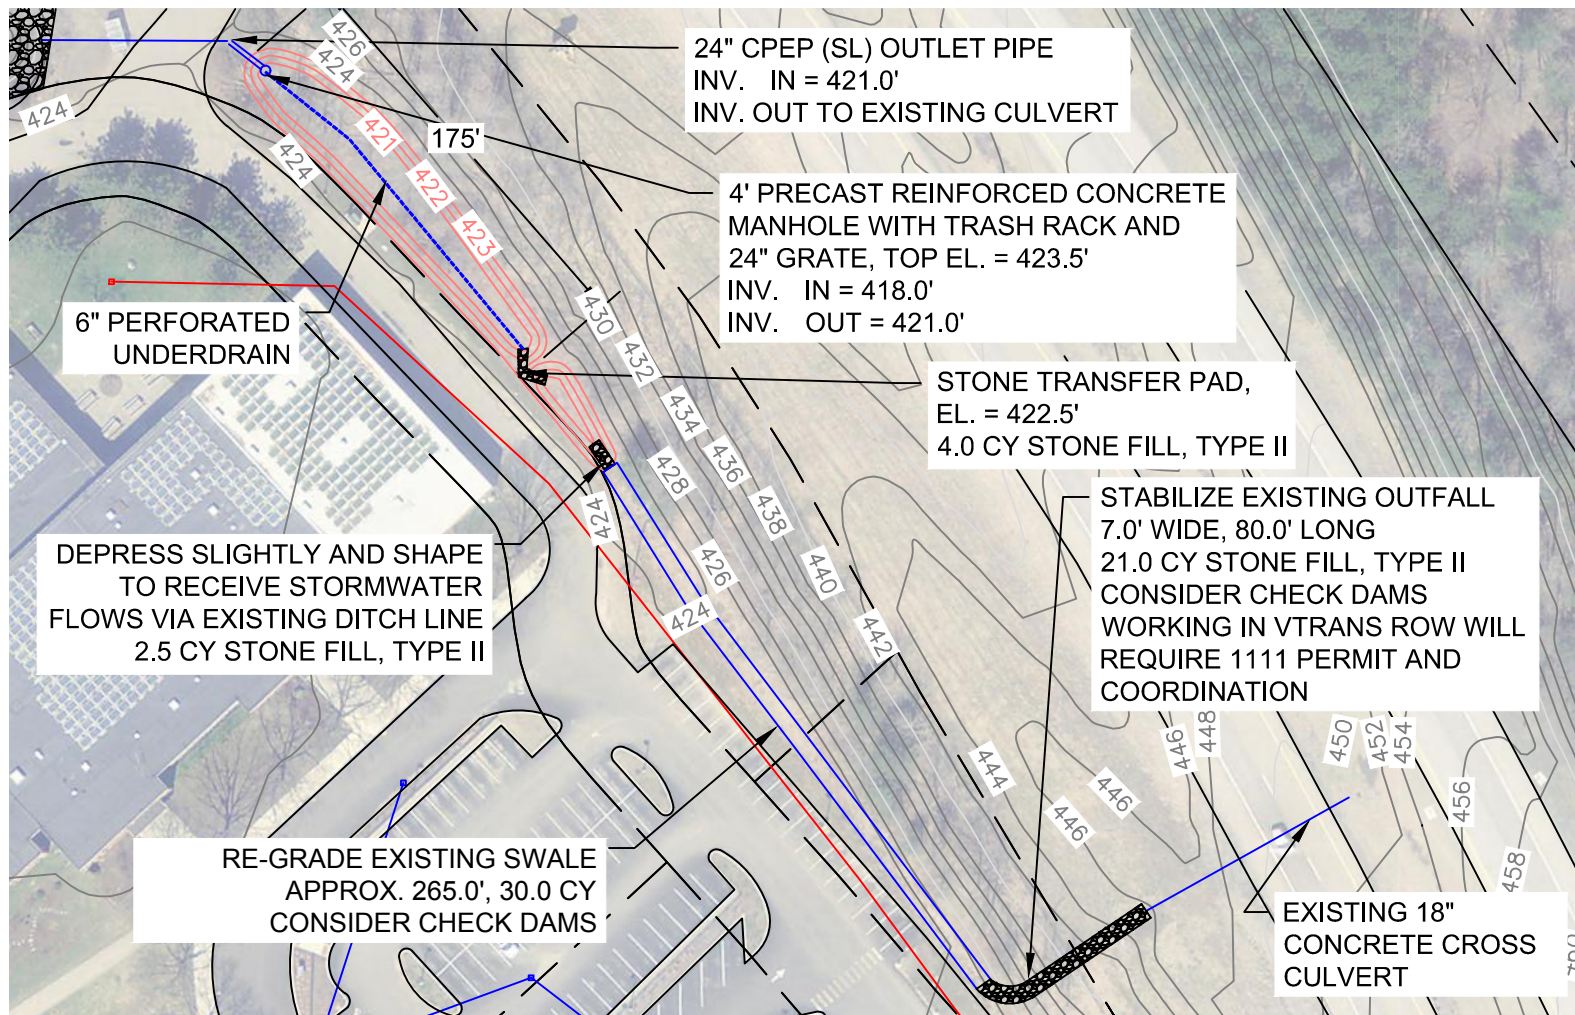 24" CPEP (SL) OUTLET PIPE
INV. IN = 421.0'
INV. OUT TO EXISTING CULVERT
426
424
424
421
175'
424
422
423
4' PRECAST REINFORCED CONCRETE
MANHOLE WITH TRASH RACK AND
24" GRATE, TOP EL. = 423.5'
INV. IN = 418.0'
INV. OUT = 421.0'
6" PERFORATED
UNDERDRAIN
430
432
434
436
438
440
442
444
446
446
428
426
424
424
STONE TRANSFER PAD,
EL. = 422.5'
4.0 CY STONE FILL, TYPE II
STABILIZE EXISTING OUTFALL
7.0' WIDE, 80.0' LONG
21.0 CY STONE FILL, TYPE II
CONSIDER CHECK DAMS
WORKING IN VTRANS ROW WILL
REQUIRE 1111 PERMIT AND
COORDINATION
DEPRESS SLIGHTLY AND SHAPE
TO RECEIVE STORMWATER
FLOWS VIA EXISTING DITCH LINE
2.5 CY STONE FILL, TYPE II
446
448
450
452
454
456
458
RE-GRADE EXISTING SWALE
APPROX. 265.0', 30.0 CY
CONSIDER CHECK DAMS
EXISTING 18"
CONCRETE CROSS
CULVERT